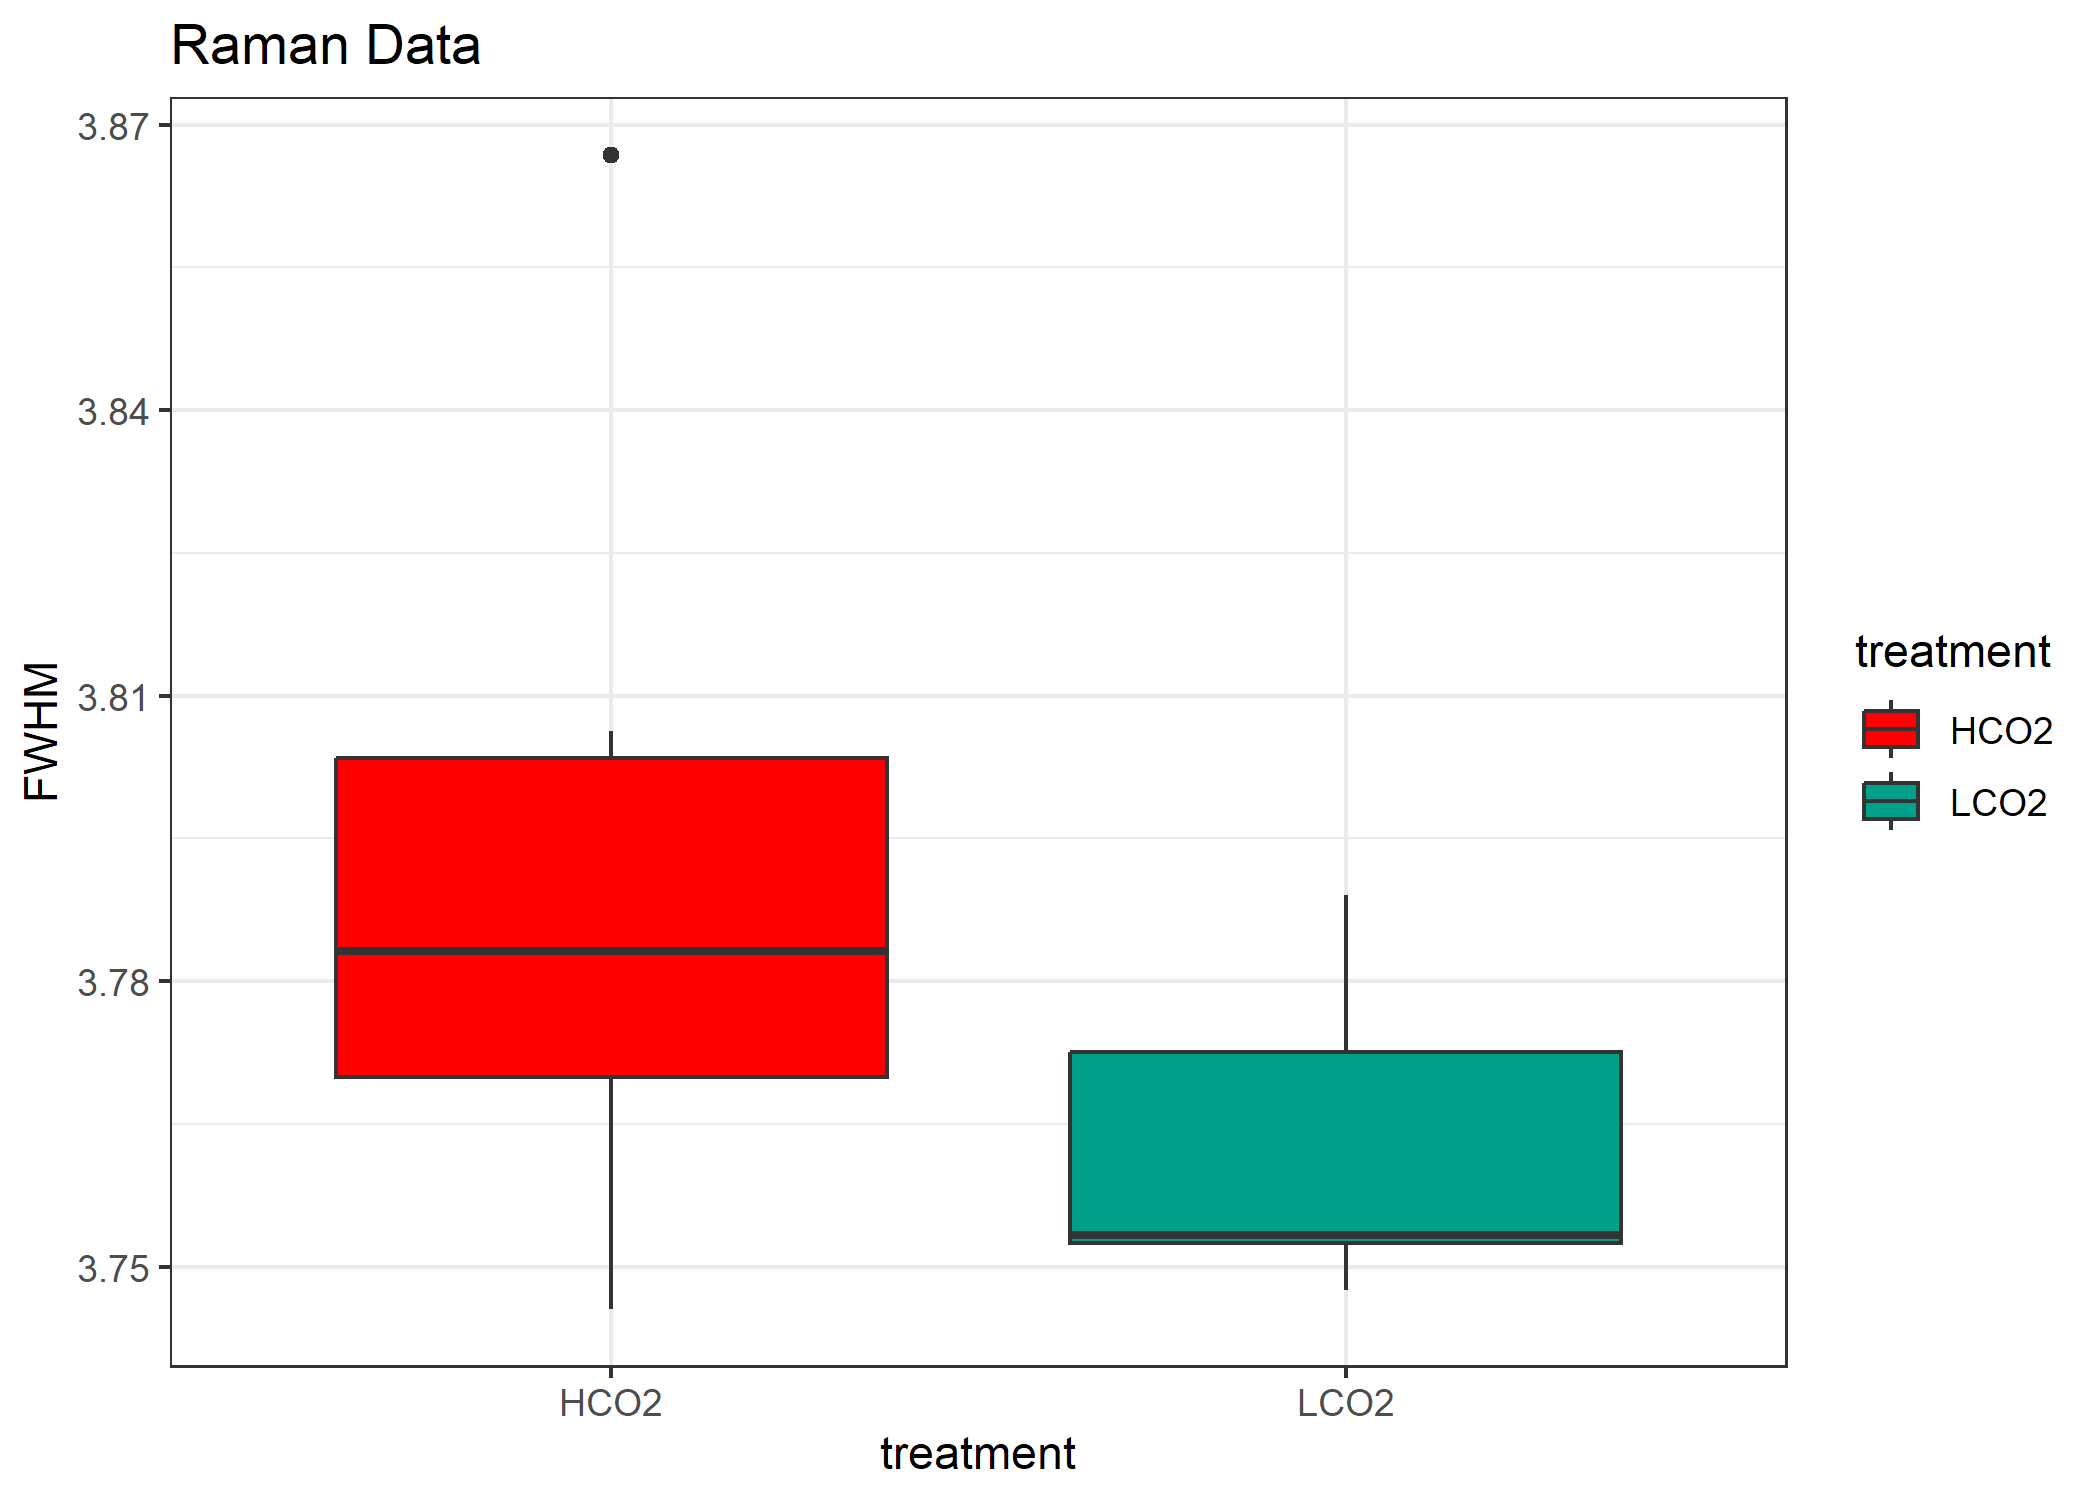 Raman Data
FWHM
3.87
3.84
3.81
3.78
3.75
HCO2
LCO2
treatment
treatment
HCO2
LCO2